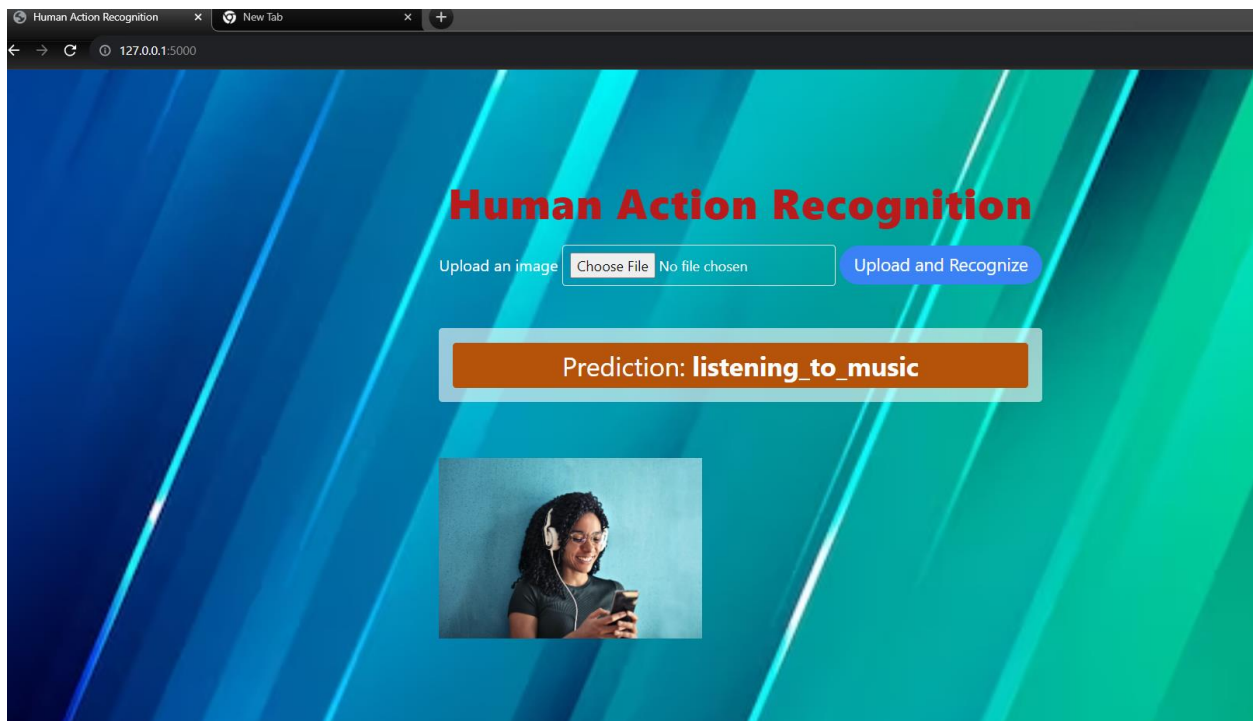 Human Action Recognition
New Tab
127.0.0.1:5000
Human Action Recognition
Upload an image Choose File No file chosen Upload and Recognize
Prediction: listening_to_music